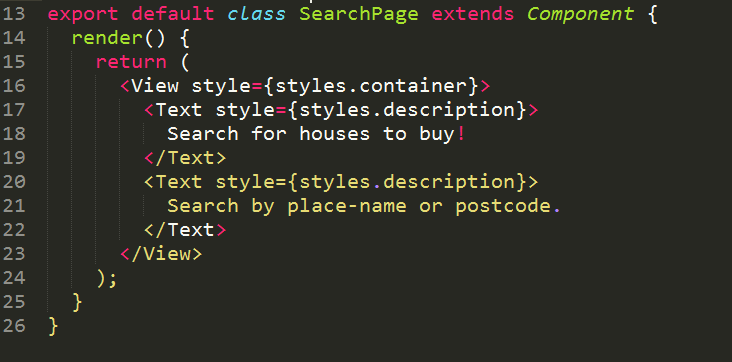 13 export default class SearchPage extends Component {
14   render() {
15     return (
16       <View style={styles.container}>
17         <Text style={styles.description}>
18           Search for houses to buy!
19         </Text>
20         <Text style={styles.description}>
21           Search by place-name or postcode.
22         </Text>
23       </View>
24     );
25   }
26 }